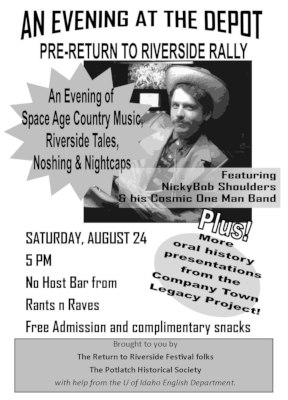 AN EVENING AT THE DEPOT
PRE-RETURN TO RIVERSIDE RALLY
An Evening of
Space Age Country Music,
Riverside Tales,
Noshing & Nightcaps
Featuring
NickyBob Shoulders
& his Cosmic One Man Band
Plus!
More
oral history
presentations
from the
Company Town
Legacy Project!
SATURDAY, AUGUST 24
5 PM
No Host Bar from
Rants n Raves
Free Admission and complimentary snacks
Brought to you by
The Return to Riverside Festival folks
The Potlatch Historical Society
with help from the U of Idaho English Department.